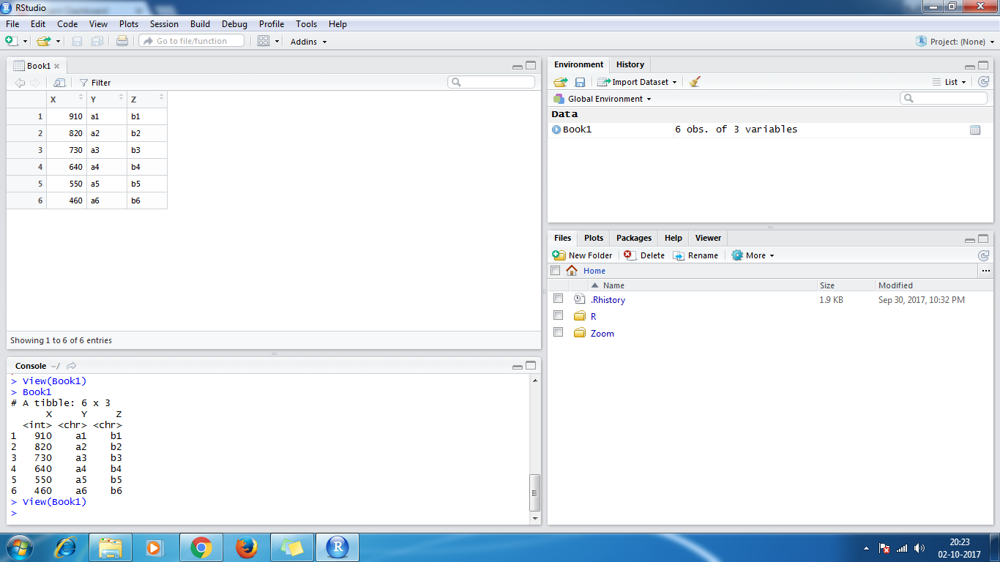 RStudio
File Edit Code View Plots Session Build Debug Profile Tools Help
Go to file/function Addins Project: (None)
Book1
Filter
X Y Z
1 910 a1 b1
2 820 a2 b2
3 730 a3 b3
4 640 a4 b4
5 550 a5 b5
6 460 a6 b6
Showing 1 to 6 of 6 entries
Console ~/
> View(Book1)
> Book1
# A tibble: 6 x 3
X Y Z
<int> <chr> <chr>
1 910 a1 b1
2 820 a2 b2
3 730 a3 b3
4 640 a4 b4
5 550 a5 b5
6 460 a6 b6
> View(Book1)
>
Environment History
Import Dataset List
Global Environment
Data
Book1 6 obs. of 3 variables
Files Plots Packages Help Viewer
New Folder Delete Rename More
Home ...
Name Size Modified
.Rhistory 1.9 KB Sep 30, 2017, 10:32 PM
R
Zoom
20:23
02-10-2017